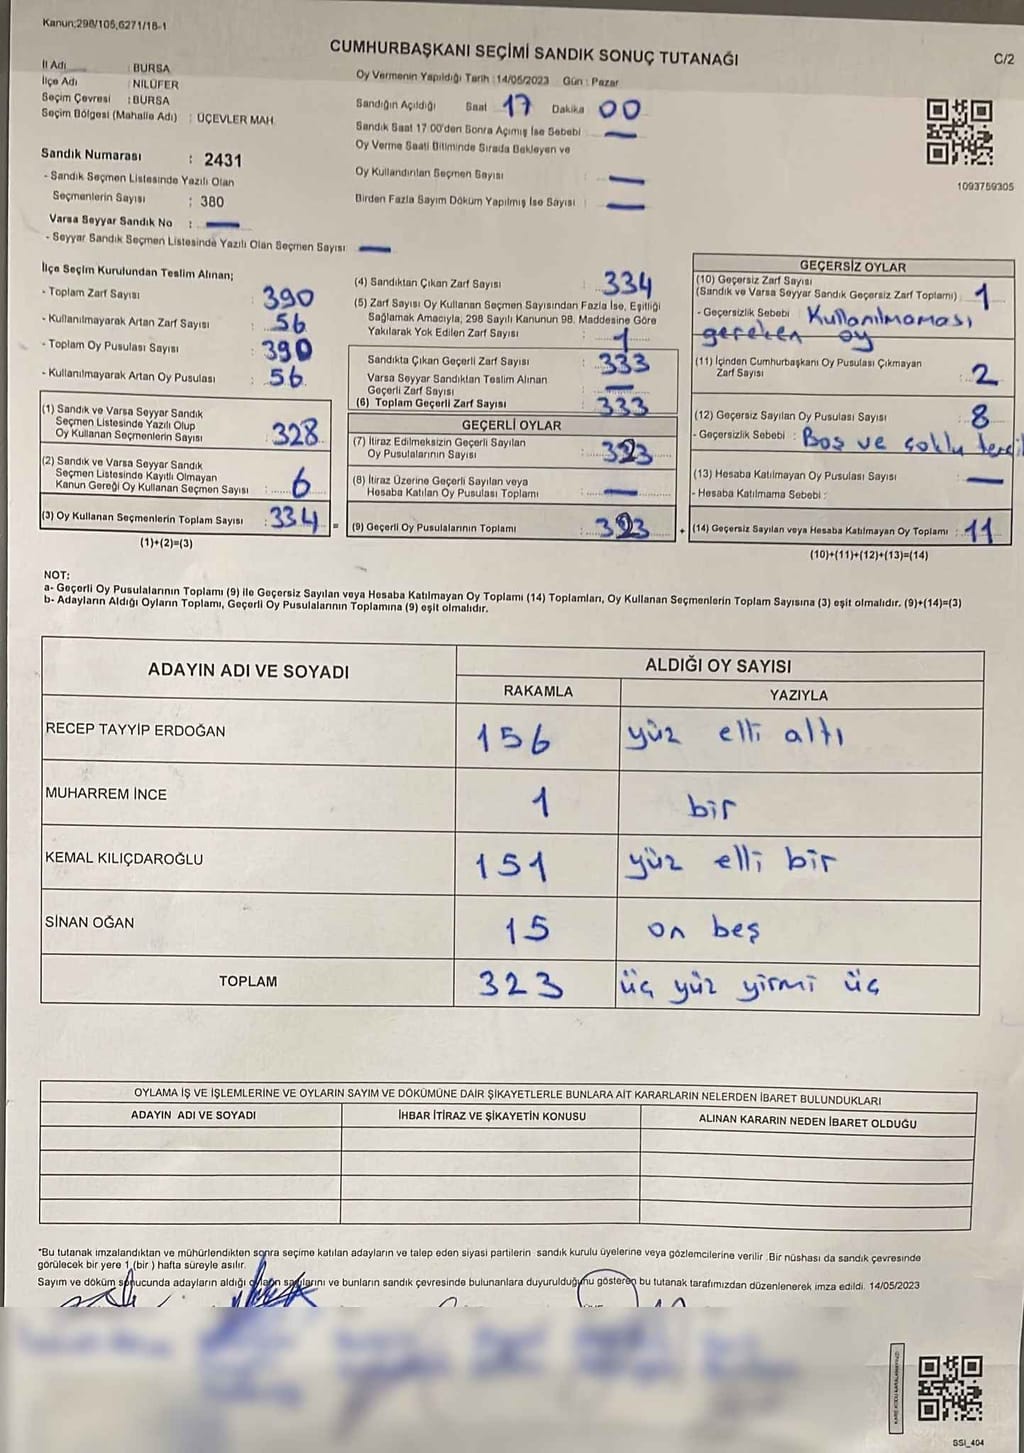 Kanun;298/105,6271/18-1
CUMHURBAŞKANI SEÇİMİ SANDIK SONUÇ TUTANAĞI
C/2
İl Adı : BURSA
İlçe Adı : NİLÜFER
Seçim Çevresi : BURSA
Seçim Bölgesi (Mahalle Adı) : ÜÇEVLER MAH.
Sandık Numarası : 2431
- Sandık Seçmen Listesinde Yazılı Olan
Seçmenlerin Sayısı : 380
Varsa Seyyar Sandık No : —
- Seyyar Sandık Seçmen Listesinde Yazılı Olan Seçmen Sayısı: —
Oy Vermenin Yapıldığı Tarih : 14/05/2023 Gün : Pazar
Sandığın Açıldığı Saat 17 Dakika 00
Sandık Saat 17:00'den Sonra Açımış İse Sebebi : —
Oy Verme Saati Bitiminde Sırada Bekleyen ve
Oy Kullandırılan Seçmen Sayısı : —
Birden Fazla Sayım Döküm Yapılmış İse Sayısı : —
1093759305
İlçe Seçim Kurulundan Teslim Alınan;
- Toplam Zarf Sayısı : 390
- Kullanılmayarak Artan Zarf Sayısı : 56
- Toplam Oy Pusulası Sayısı : 390
- Kullanılmayarak Artan Oy Pusulası : 56
(1) Sandık ve Varsa Seyyar Sandık
Seçmen Listesinde Yazılı Olup
Oy Kullanan Seçmenlerin Sayısı : 328
(2) Sandık ve Varsa Seyyar Sandık
Seçmen Listesinde Kayıtlı Olmayan
Kanun Gereği Oy Kullanan Seçmen Sayısı : 6
(3) Oy Kullanan Seçmenlerin Toplam Sayısı : 334 =
(1)+(2)=(3)
(4) Sandıktan Çıkan Zarf Sayısı : 334
(5) Zarf Sayısı Oy Kullanan Seçmen Sayısından Fazla İse, Eşitliği
Sağlamak Amacıyla, 298 Sayılı Kanunun 98. Maddesine Göre
Yakılarak Yok Edilen Zarf Sayısı : 1
Sandıkta Çıkan Geçerli Zarf Sayısı : 333
Varsa Seyyar Sandıktan Teslim Alınan
Geçerli Zarf Sayısı : —
(6) Toplam Geçerli Zarf Sayısı : 333
GEÇERLİ OYLAR
(7) İtiraz Edilmeksizin Geçerli Sayılan
Oy Pusulalarının Sayısı : 323
(8) İtiraz Üzerine Geçerli Sayılan veya
Hesaba Katılan Oy Pusulası Toplamı : —
(9) Geçerli Oy Pusulalarının Toplamı : 323 +
GEÇERSİZ OYLAR
(10) Geçersiz Zarf Sayısı
(Sandık ve Varsa Seyyar Sandık Geçersiz Zarf Toplamı) : 1
- Geçersizlik Sebebi : Kullanılmaması
gereken oy
(11) İçinden Cumhurbaşkanı Oy Pusulası Çıkmayan
Zarf Sayısı : 2
(12) Geçersiz Sayılan Oy Pusulası Sayısı : 8
- Geçersizlik Sebebi : Boş ve çoklu
(13) Hesaba Katılmayan Oy Pusulası Sayısı : —
- Hesaba Katılmama Sebebi :
(14) Geçersiz Sayılan veya Hesaba Katılmayan Oy Toplamı : 11
(10)+(11)+(12)+(13)=(14)
NOT:
a- Geçerli Oy Pusulalarının Toplamı (9) ile Geçersiz Sayılan veya Hesaba Katılmayan Oy Toplamı (14) Toplamları, Oy Kullanan Seçmenlerin Toplam Sayısına (3) eşit olmalıdır. (9)+(14)=(3)
b- Adayların Aldığı Oyların Toplamı, Geçerli Oy Pusulalarının Toplamına (9) eşit olmalıdır.
ADAYIN ADI VE SOYADI
ALDIĞI OY SAYISI
RAKAMLA YAZIYLA
RECEP TAYYİP ERDOĞAN 156 yüz elli altı
MUHARREM İNCE 1 bir
KEMAL KILIÇDAROĞLU 151 yüz elli bir
SİNAN OĞAN 15 on beş
TOPLAM 323 üç yüz yirmi üç
OYLAMA İŞ VE İŞLEMLERİNE VE OYLARIN SAYIM VE DÖKÜMÜNE DAİR ŞİKAYETLERLE BUNLARA AİT KARARLARIN NELERDEN İBARET BULUNDUKLARI
ADAYIN ADI VE SOYADI İHBAR İTİRAZ VE ŞİKAYETİN KONUSU ALINAN KARARIN NEDEN İBARET OLDUĞU
*Bu tutanak imzalandıktan ve mühürlendikten sonra seçime katılan adayların ve talep eden siyasi partilerin sandık kurulu üyelerine veya gözlemcilerine verilir .Bir nüshası da sandık çevresinde
görülecek bir yere 1 (bir ) hafta süreyle asılır.
Sayım ve döküm sonucunda adayların aldığı oyların sayılarını ve bunların sandık çevresinde bulunanlara duyurulduğunu gösteren bu tutanak tarafımızdan düzenlenerek imza edildi. 14/05/2023
SSI_404